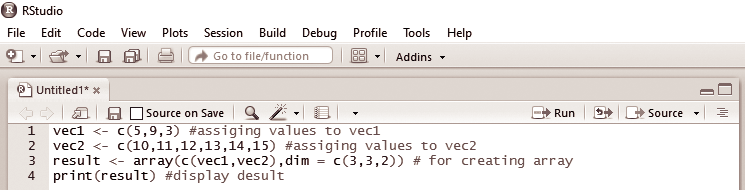 RStudio
File Edit Code View Plots Session Build Debug Profile Tools Help
Go to file/function Addins
Untitled1*
Source on Save Run Source
1 vec1 <- c(5,9,3) #assiging values to vec1
2 vec2 <- c(10,11,12,13,14,15) #assiging values to vec2
3 result <- array(c(vec1,vec2),dim = c(3,3,2)) # for creating array
4 print(result) #display desult